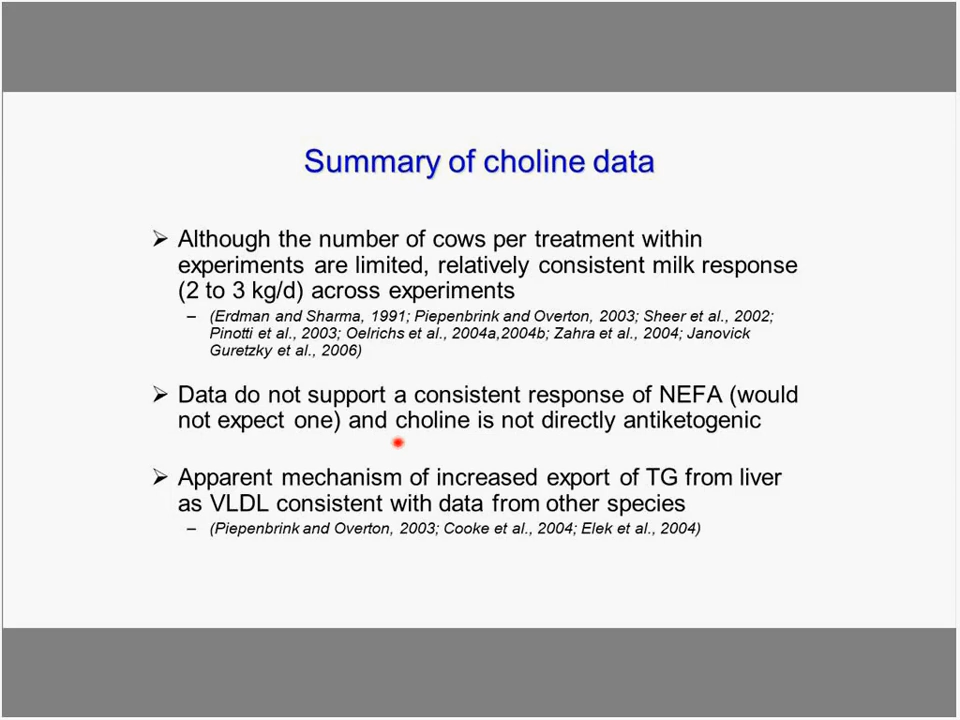 Summary of choline data
➢ Although the number of cows per treatment within
experiments are limited, relatively consistent milk response
(2 to 3 kg/d) across experiments
– (Erdman and Sharma, 1991; Piepenbrink and Overton, 2003; Sheer et al., 2002;
Pinotti et al., 2003; Oelrichs et al., 2004a,2004b; Zahra et al., 2004; Janovick
Guretzky et al., 2006)
➢ Data do not support a consistent response of NEFA (would
not expect one) and choline is not directly antiketogenic
➢ Apparent mechanism of increased export of TG from liver
as VLDL consistent with data from other species
– (Piepenbrink and Overton, 2003; Cooke et al., 2004; Elek et al., 2004)